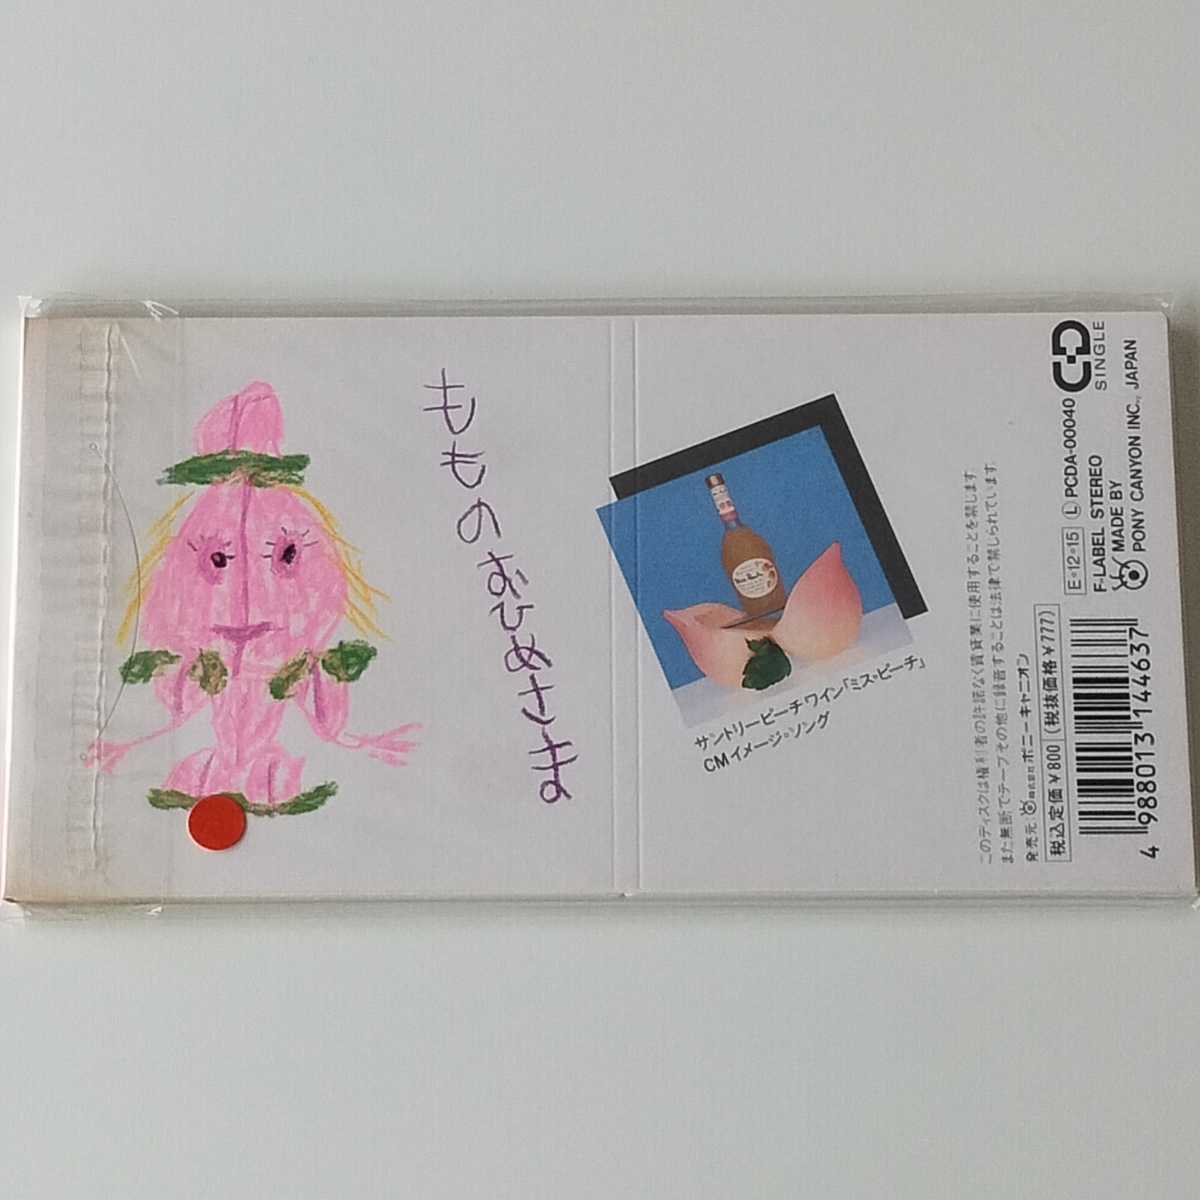 もものおひめさま
サントリーピーチワイン「ミス・ピーチ」
CMイメージ・ソング
CD
SINGLE
E・12・15 Ⓛ PCDA-00040
F-LABEL STEREO
MADE BY
PONY CANYON INC., JAPAN
このディスクは権利者の許諾なく賃貸業に使用することを禁じます。
また無断でテープその他に録音することは法律で禁じられています。
発売元: 株式会社 ポニーキャニオン
税込定価¥800(税抜価格¥777)
4 988013 144637